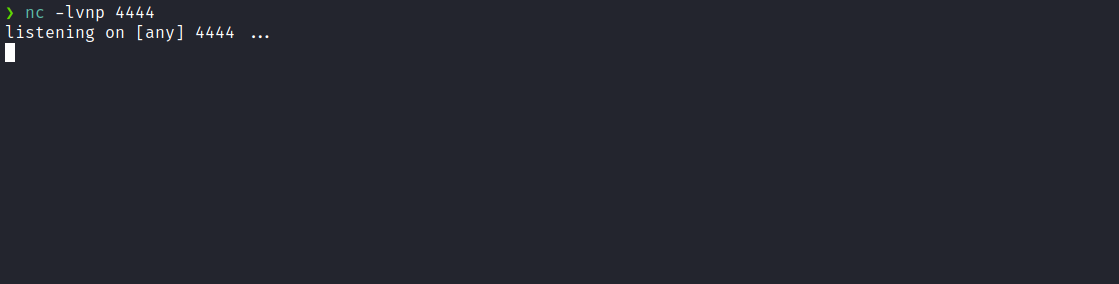 ❯ nc -lvnp 4444
listening on [any] 4444 ...